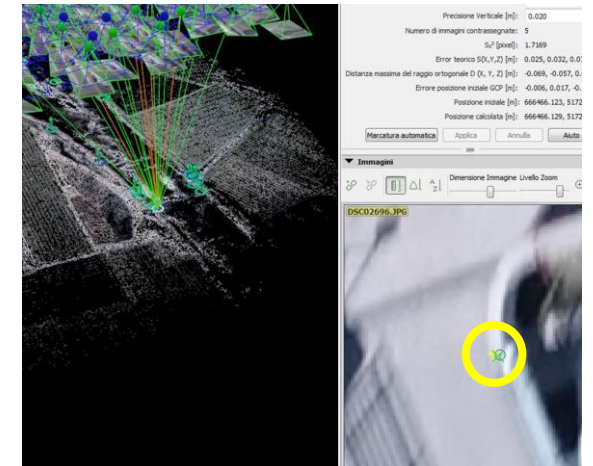 Precisione Verticale [m]: 0.020
Numero di immagini contrassegnate: 5
S₀² [pixel]: 1.7169
Error teorico S(X,Y,Z) [m]: 0.025, 0.032, 0.0
Distanza massima del raggio ortogonale D (X, Y, Z) [m]: -0.069, -0.057, 0.
Errore posizione iniziale GCP [m]: -0.006, 0.017, -0.
Posizione iniziale [m]: 666466.123, 5172
Posizione calcolata [m]: 666466.129, 5172
Marcatura automatica Applica Annulla Aiuto
Immagini
Dimensione Immagine Livello Zoom
DSC02696.JPG